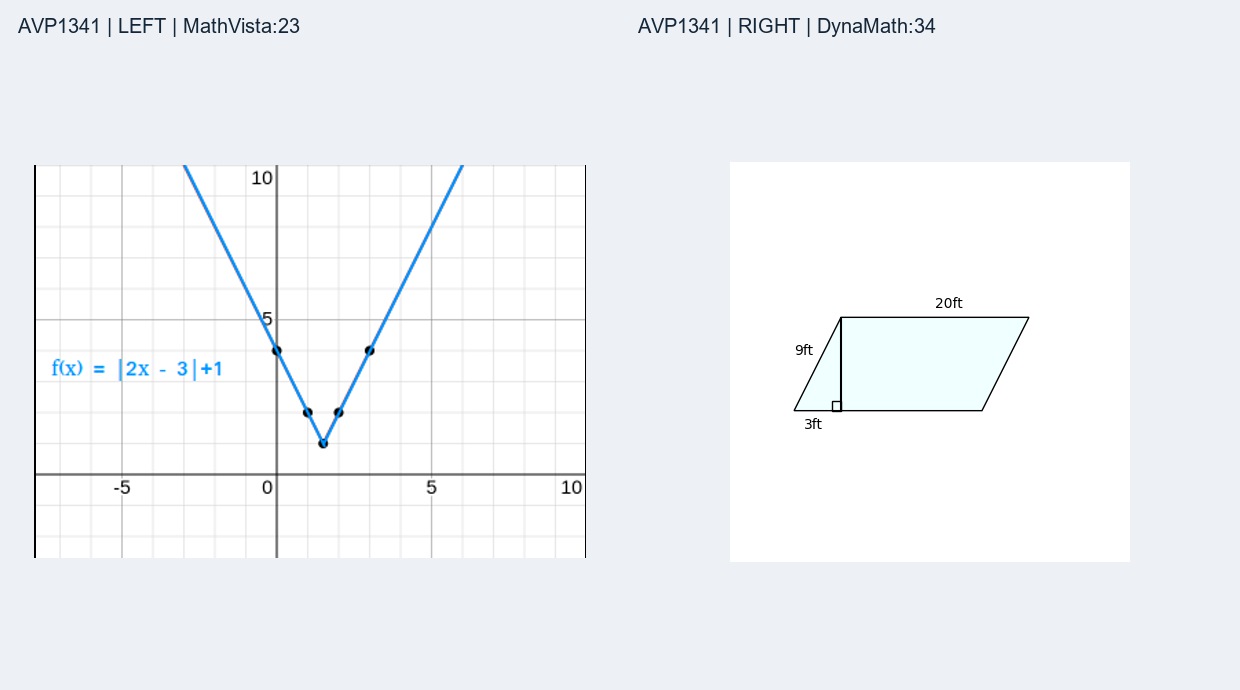 AVP1341 | LEFT | MathVista:23
AVP1341 | RIGHT | DynaMath:34
10
5
f(x) = |2x - 3|+1
-5
0
5
10
20ft
9ft
3ft